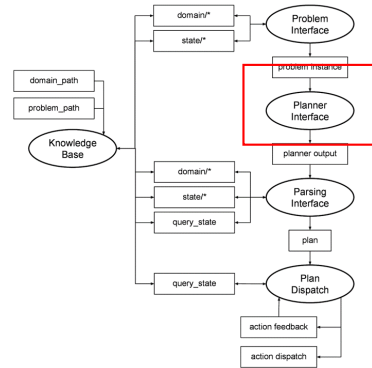 domain/*
Problem
Interface
state/*
problem instance
domain_path
problem_path
Planner
Interface
Knowledge
Base
planner output
domain/*
state/*
Parsing
Interface
query_state
plan
query_state
Plan
Dispatch
action feedback
action dispatch